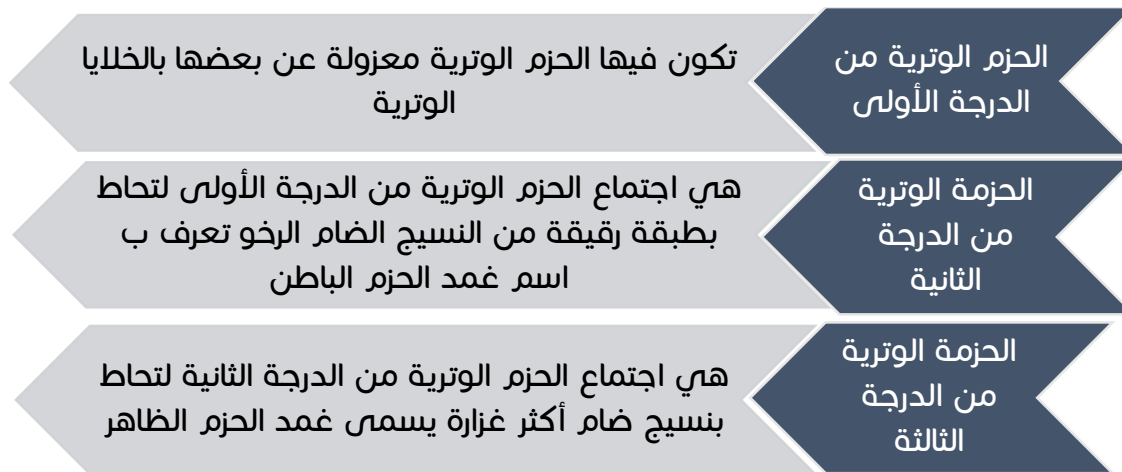 الحزم الوترية من
الدرجة الأولى
تكون فيها الحزم الوترية معزولة عن بعضها بالخلايا
الوترية
الحزمة الوترية
من الدرجة
الثانية
هي اجتماع الحزم الوترية من الدرجة الأولى لتحاط
بطبقة رقيقة من النسيج الضام الرخو تعرف ب
اسم غمد الحزم الباطن
الحزمة الوترية
من الدرجة
الثالثة
هي اجتماع الحزم الوترية من الدرجة الثانية لتحاط
بنسيج ضام أكثر غزارة يسمى غمد الحزم الظاهر